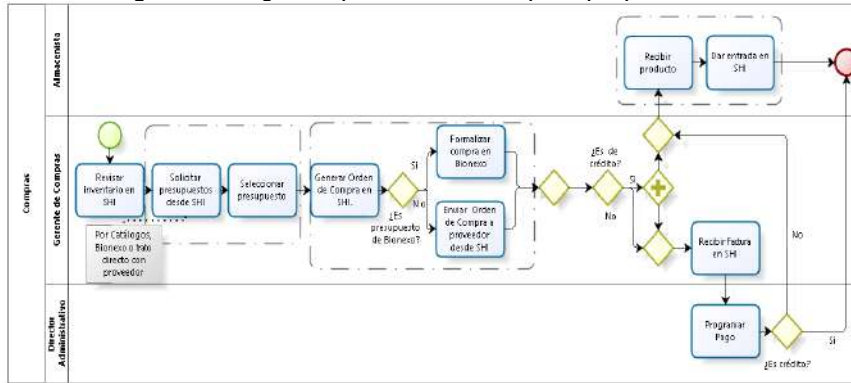 Compras
Almacenista
Gerente de Compras
Director
Administrativo
Recibir
producto
Dar entrada en
SHI
Revisar
inventario en
SHI
Solicitar
presupuestos
desde SHI
Seleccionar
presupuesto
Generar Orden
de Compra en
SHI.
¿Es
presupuesto
de Bionexo?
Sí
No
Formalizar
compra en
Bionexo
Enviar Orden
de Compra a
proveedor
desde SHI
¿Es de
crédito?
Sí
No
Por Catálogos,
Bionexo o trato
directo con
proveedor
Recibir Factura
en SHI
Programar
Pago
¿Es crédito?
No
Sí